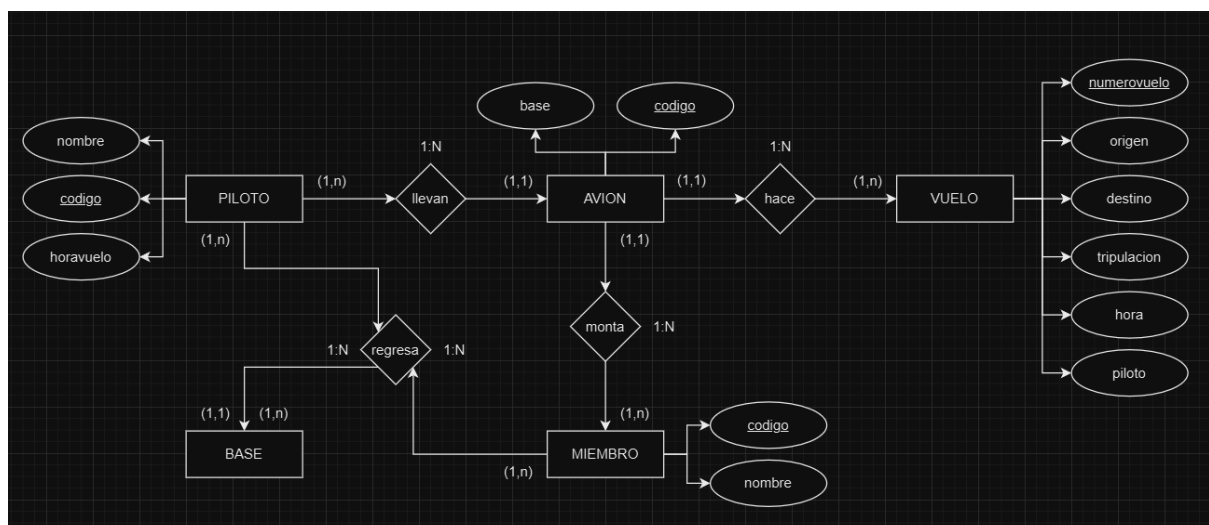 numerovuelo
base
codigo
nombre
origen
1:N
1:N
PILOTO
(1,n)
llevan
(1,1)
AVION
(1,1)
hace
(1,n)
VUELO
codigo
destino
(1,n)
(1,1)
horavuelo
tripulacion
hora
monta
1:N
1:N
regresa
1:N
piloto
(1,1)
(1,n)
(1,n)
codigo
BASE
MIEMBRO
(1,n)
nombre